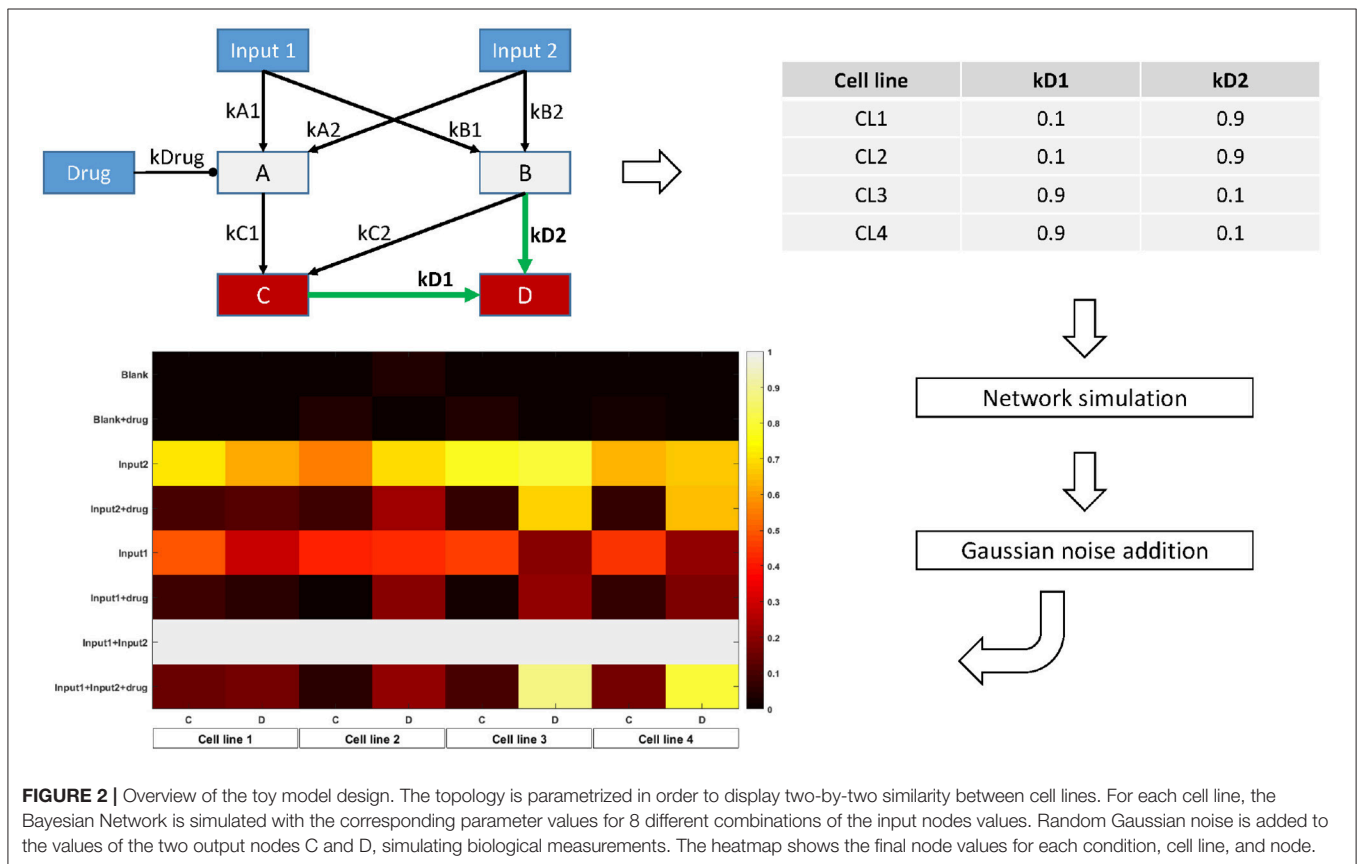 Input 1
Input 2
kA1
kA2
kB1
kB2
Drug
kDrug
A
B
kC1
kC2
kD2
kD1
C
D
Cell line kD1 kD2
CL1 0.1 0.9
CL2 0.1 0.9
CL3 0.9 0.1
CL4 0.9 0.1
Network simulation
Gaussian noise addition
Blank
Blank+drug
Input2
Input2+drug
Input1
Input1+drug
Input1+Input2
Input1+Input2+drug
1
0.9
0.8
0.7
0.6
0.5
0.4
0.3
0.2
0.1
0
C D C D C D C D
Cell line 1 Cell line 2 Cell line 3 Cell line 4
FIGURE 2 | Overview of the toy model design. The topology is parametrized in order to display two-by-two similarity between cell lines. For each cell line, the
Bayesian Network is simulated with the corresponding parameter values for 8 different combinations of the input nodes values. Random Gaussian noise is added to
the values of the two output nodes C and D, simulating biological measurements. The heatmap shows the final node values for each condition, cell line, and node.